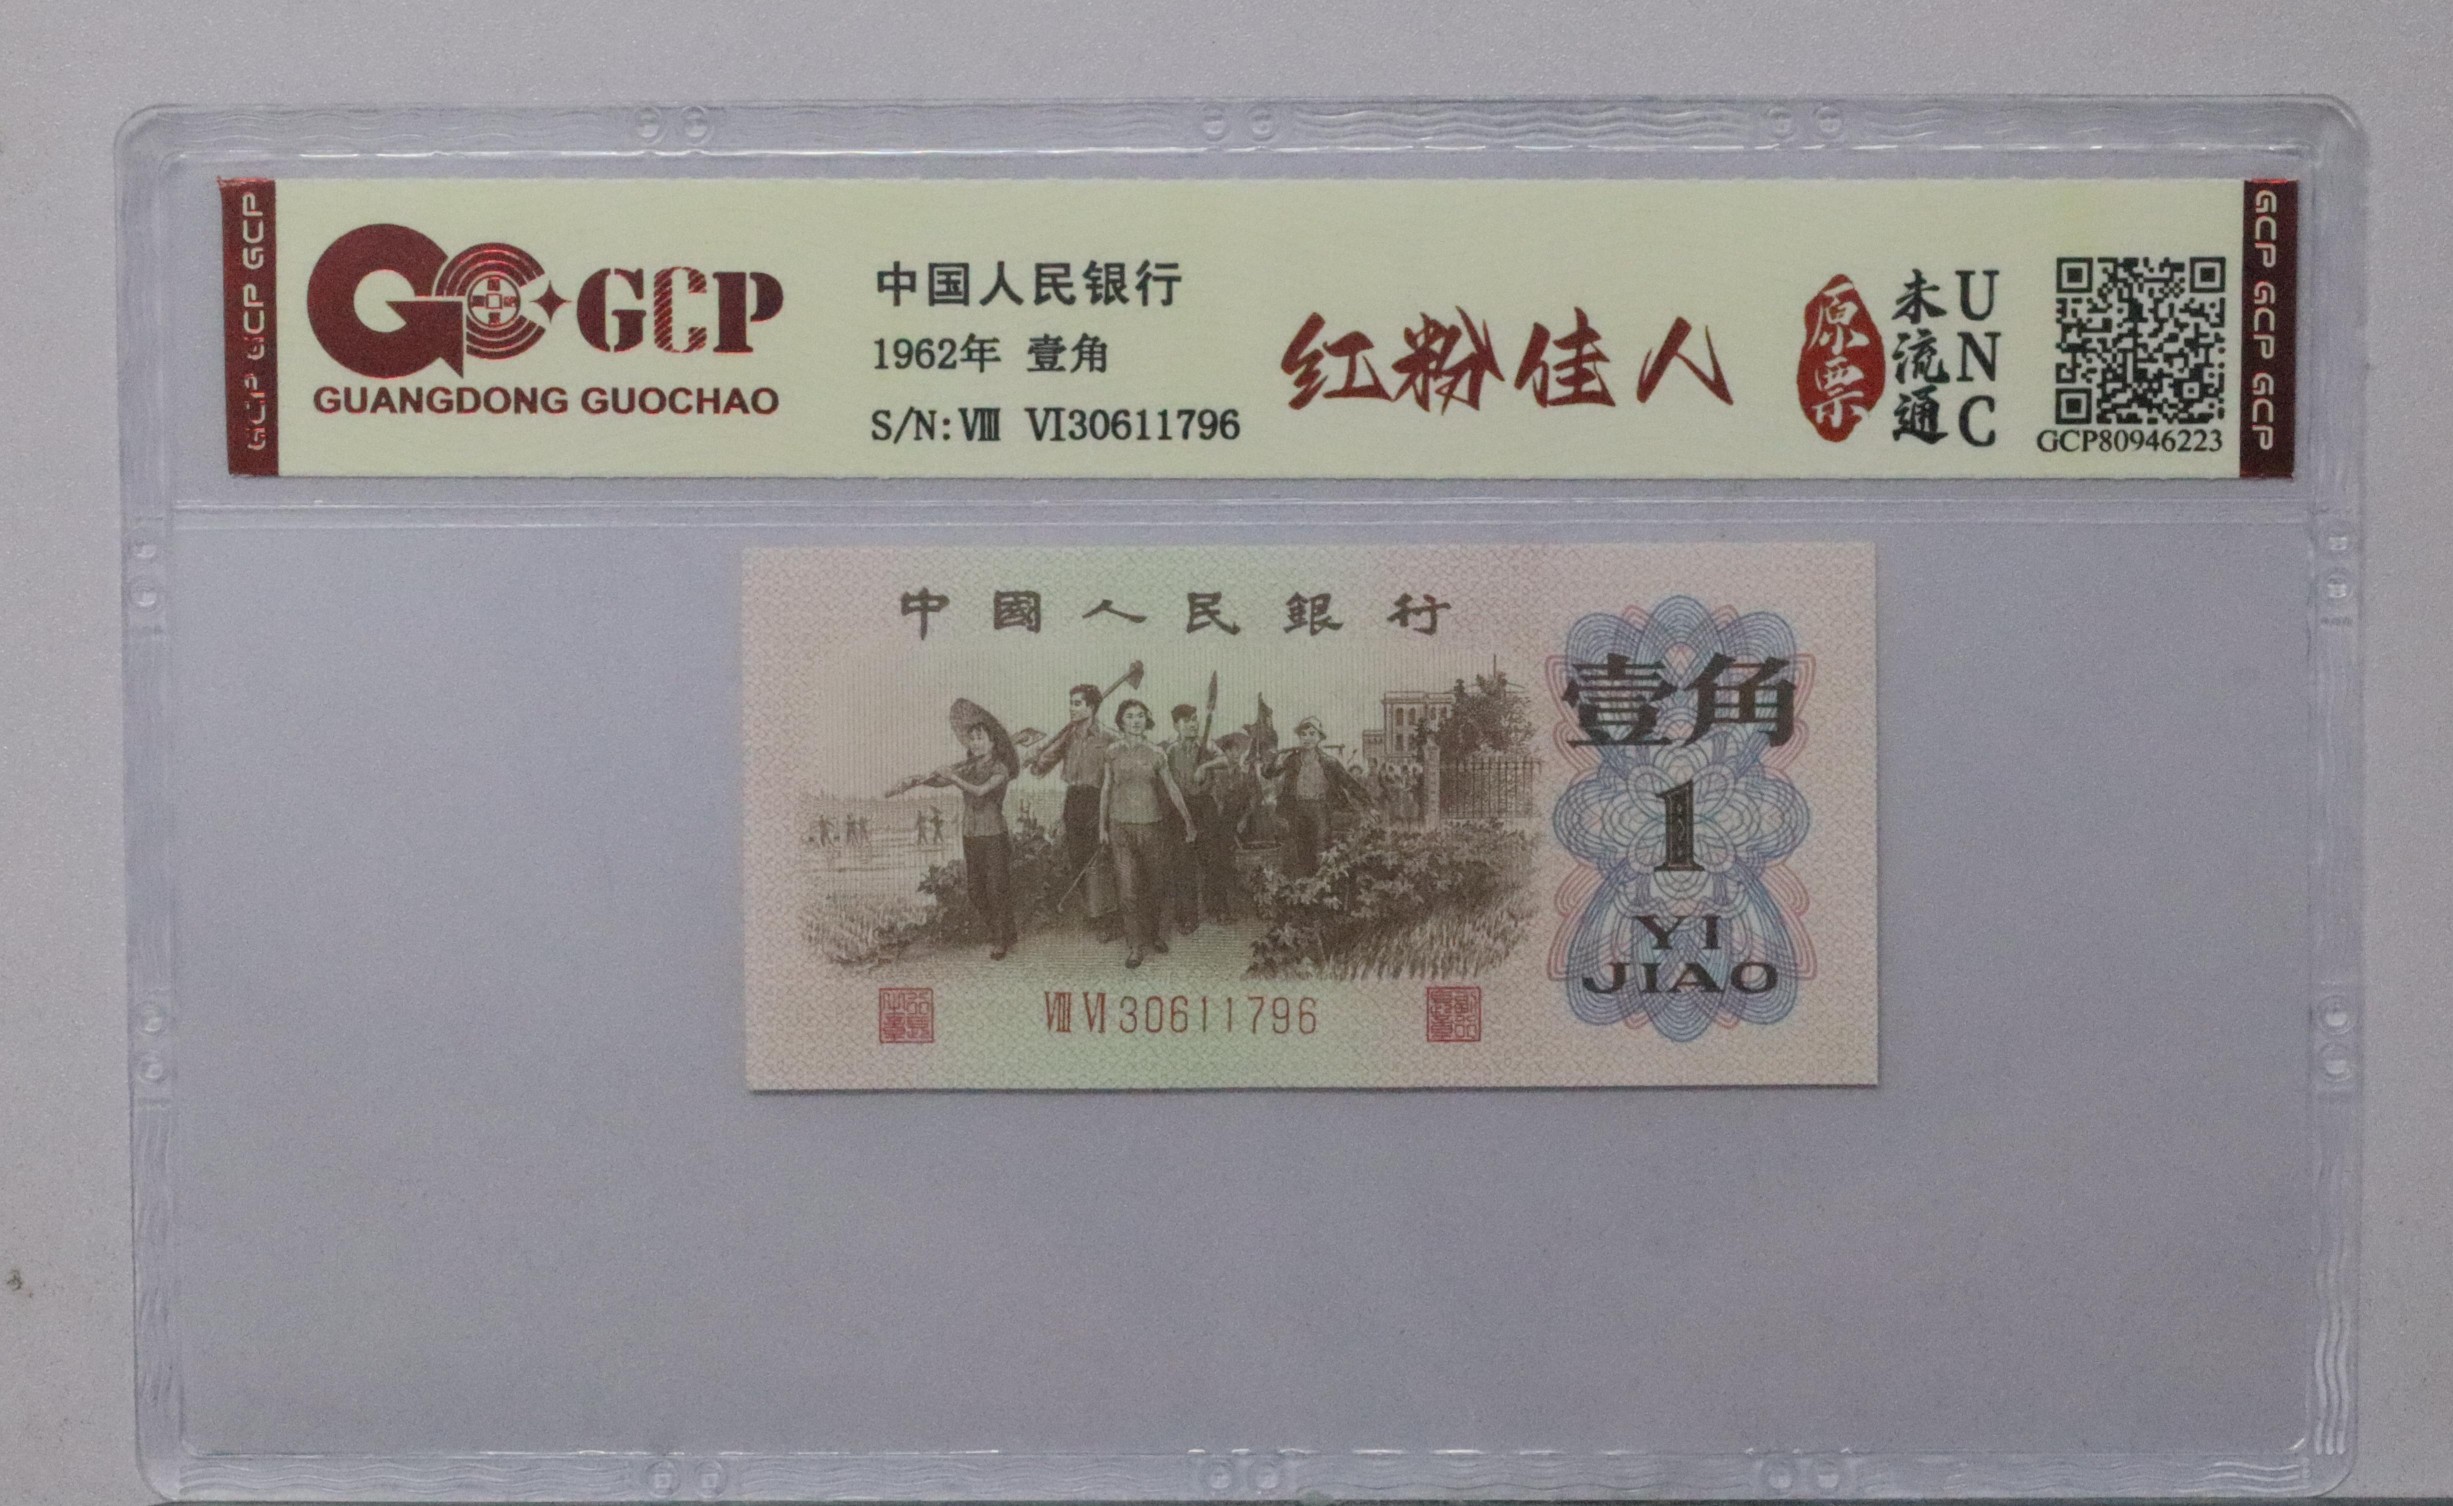 GCP GCP GCP
GCP
GUANGDONG GUOCHAO
中国人民银行
1962年 壹角
S/N: Ⅷ Ⅵ30611796
红粉佳人
原票
未流通
UNC
GCP80946223
GCP GCP GCP
中國人民銀行
壹角
1
YI
JIAO
Ⅷ Ⅵ 30611796